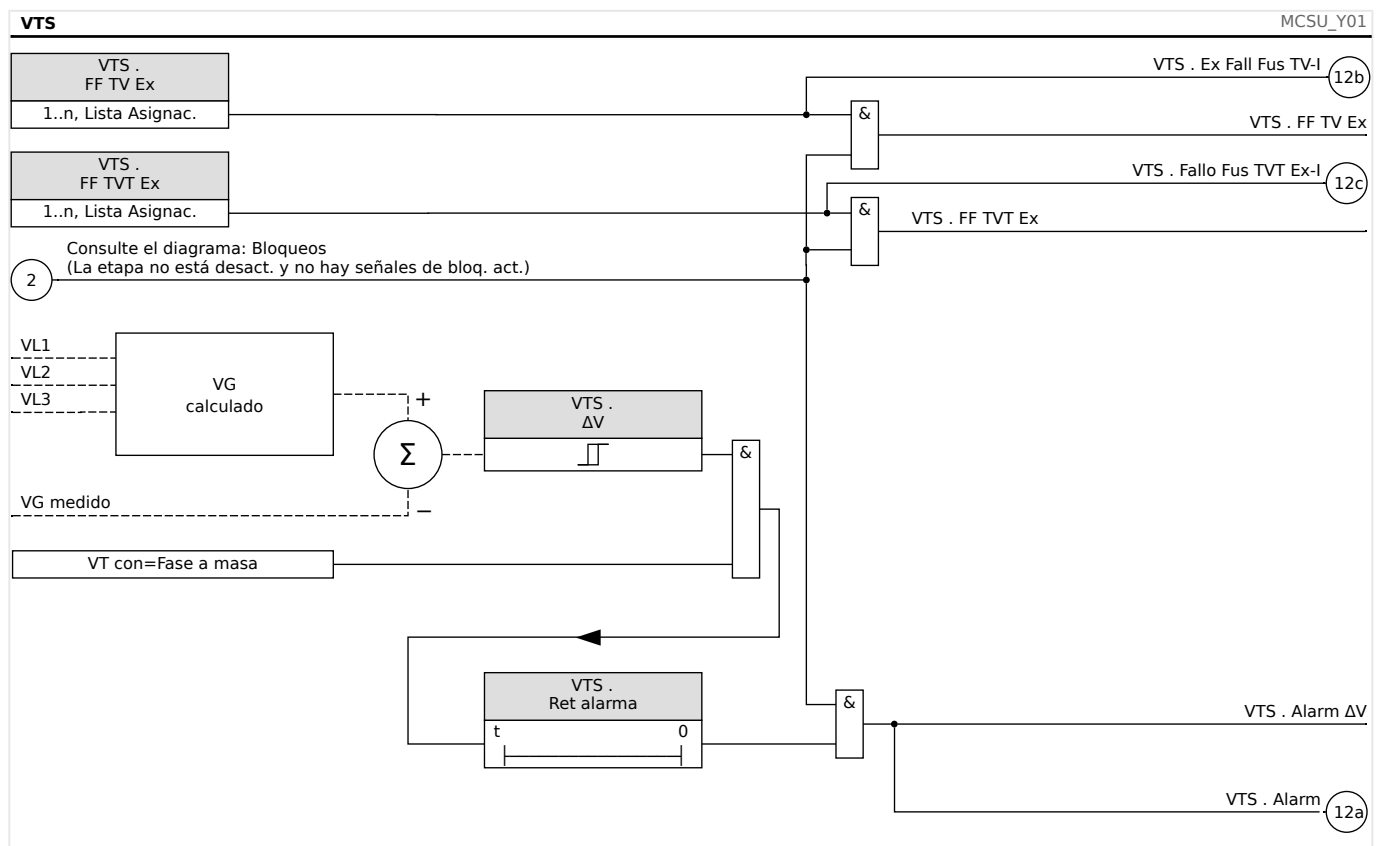 VTS
MCSU_Y01
VTS .
FF TV Ex
1..n, Lista Asignac.
VTS . Ex Fall Fus TV-I
12b
&
VTS . FF TV Ex
VTS .
FF TVT Ex
1..n, Lista Asignac.
VTS . Fallo Fus TVT Ex-I
12c
&
VTS . FF TVT Ex
Consulte el diagrama: Bloqueos
(La etapa no está desact. y no hay señales de bloq. act.)
2
VL1
VL2
VL3
VG
calculado
+
Σ
−
VTS .
ΔV
&
VG medido
VT con=Fase a masa
VTS .
Ret alarma
t
0
&
VTS . Alarm ΔV
VTS . Alarm
12a